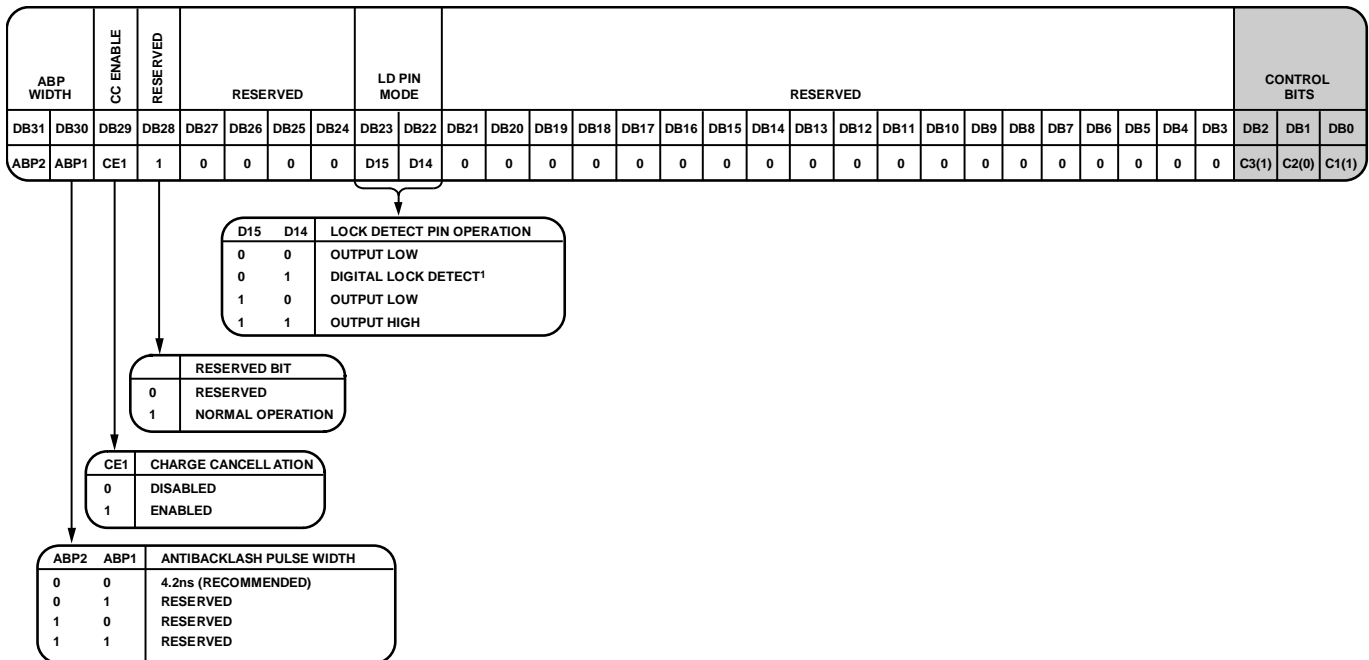 ABP
WIDTH
CC ENABLE
RESERVED
RESERVED
LD PIN
MODE
RESERVED
CONTROL
BITS
DB31 DB30 DB29 DB28 DB27 DB26 DB25 DB24 DB23 DB22 DB21 DB20 DB19 DB18 DB17 DB16 DB15 DB14 DB13 DB12 DB11 DB10 DB9 DB8 DB7 DB6 DB5 DB4 DB3 DB2 DB1 DB0
ABP2 ABP1 CE1 1 0 0 0 0 D15 D14 0 0 0 0 0 0 0 0 0 0 0 0 0 0 0 0 0 0 0 C3(1) C2(0) C1(1)
D15 D14 LOCK DETECT PIN OPERATION
0 0 OUTPUT LOW
0 1 DIGITAL LOCK DETECT1
1 0 OUTPUT LOW
1 1 OUTPUT HIGH
RESERVED BIT
0 RESERVED
1 NORMAL OPERATION
CE1 CHARGE CANCELLATION
0 DISABLED
1 ENABLED
ABP2 ABP1 ANTIBACKLASH PULSE WIDTH
0 0 4.2ns (RECOMMENDED)
0 1 RESERVED
1 0 RESERVED
1 1 RESERVED